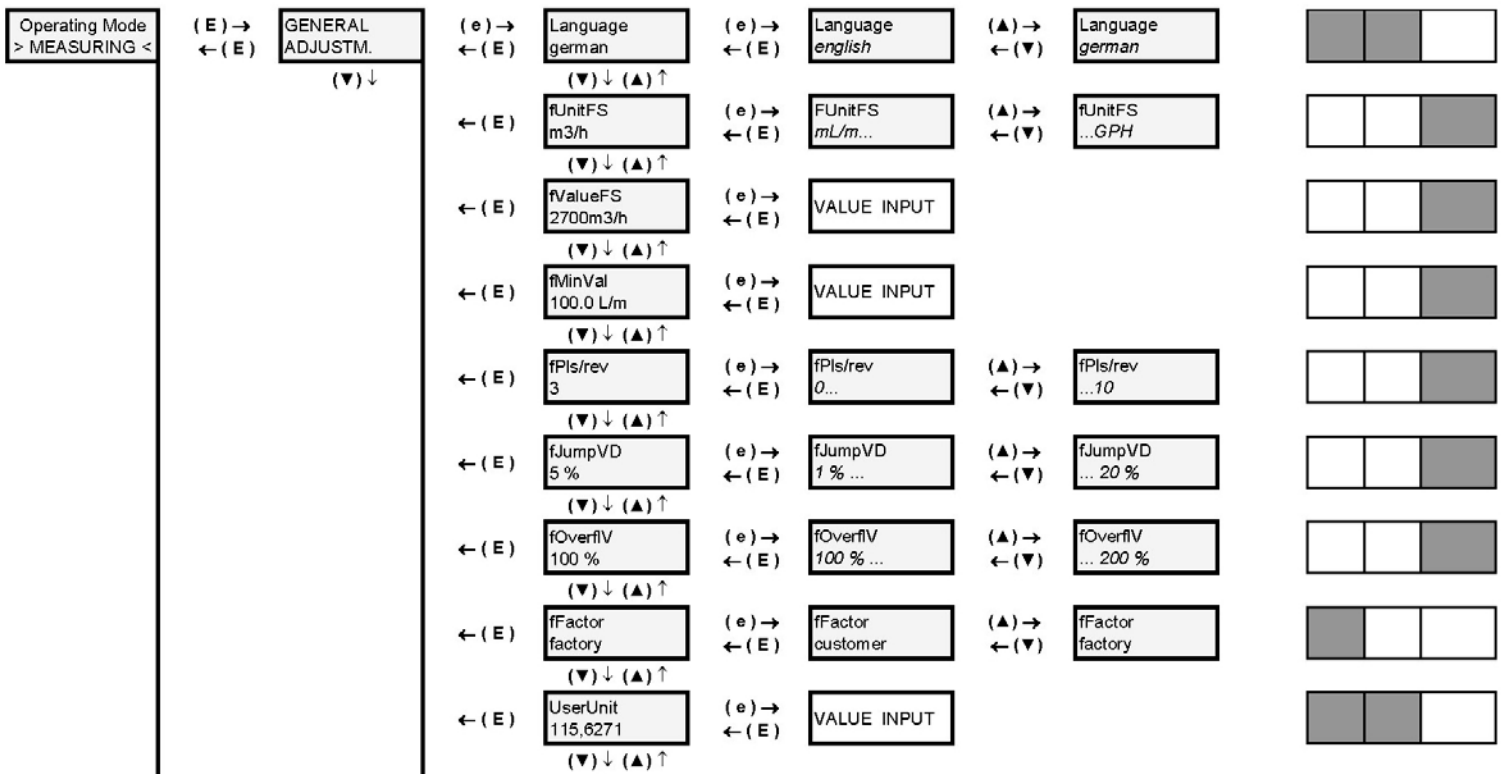 Operating Mode (E)→ GENERAL (e)→ Language (e)→ Language (▲)→ Language
> MEASURING < ←(E) ADJUSTM. ←(E) german ←(E) english ←(▼) german
(▼)↓ (▼)↓ (▲)↑
fUnitFS (e)→ FUnitFS (▲)→ fUnitFS
←(E) m3/h ←(E) mL/m... ←(▼) ...GPH
(▼)↓ (▲)↑
fValueFS (e)→
←(E) 2700m3/h ←(E) VALUE INPUT
(▼)↓ (▲)↑
fMinVal (e)→
←(E) 100.0 L/m ←(E) VALUE INPUT
(▼)↓ (▲)↑
fPls/rev (e)→ fPls/rev (▲)→ fPls/rev
←(E) 3 ←(E) 0... ←(▼) ...10
(▼)↓ (▲)↑
fJumpVD (e)→ fJumpVD (▲)→ fJumpVD
←(E) 5 % ←(E) 1 % ... ←(▼) ... 20 %
(▼)↓ (▲)↑
fOverflV (e)→ fOverflV (▲)→ fOverflV
←(E) 100 % ←(E) 100 % ... ←(▼) ... 200 %
(▼)↓ (▲)↑
fFactor (e)→ fFactor (▲)→ fFactor
←(E) factory ←(E) customer ←(▼) factory
(▼)↓ (▲)↑
UserUnit (e)→
←(E) 115,6271 ←(E) VALUE INPUT
(▼)↓ (▲)↑